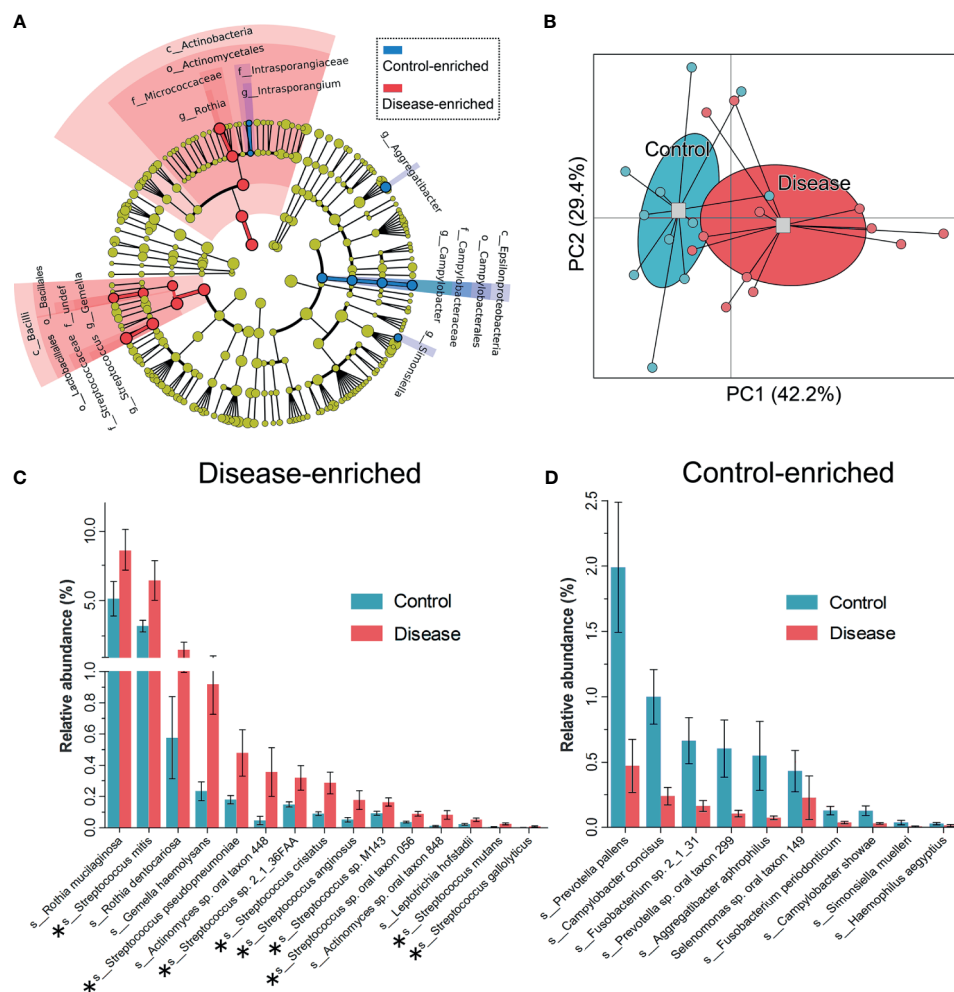 A
c__Actinobacteria
o__Actinomycetales
f__Micrococcaceae
g__Rothia
f__Intrasporangiaceae
g__Intrasporangium
Control-enriched
Disease-enriched
g__Aggregatibacter
c__Epsilonproteobacteria
o__Campylobacterales
f__Campylobacteraceae
g__Campylobacter
g__Simonsiella
c__Bacilli
o__Bacillales
f__undef
g__Gemella
o__Lactobacillales
f__Streptococcaceae
g__Streptococcus
B
Control
Disease
PC2 (29.4%)
PC1 (42.2%)
C
Disease-enriched
Relative abundance (%)
10.0
5.0
1.0
0.8
0.6
0.4
0.2
0.0
Control
Disease
s__Rothia mucilaginosa
*s__Streptococcus mitis
s__Rothia dentocariosa
s__Gemella haemolysans
*s__Streptococcus pseudopneumoniae
s__Actinomyces sp. oral taxon 448
*s__Streptococcus sp. 2_1_36FAA
*s__Streptococcus cristatus
*s__Streptococcus anginosus
*s__Streptococcus sp. M143
*s__Streptococcus sp. oral taxon 056
s__Actinomyces sp. oral taxon 848
s__Leptotrichia hofstadii
*s__Streptococcus mutans
*s__Streptococcus gallolyticus
D
Control-enriched
Relative abundance (%)
2.5
2.0
1.5
1.0
0.5
0.0
Control
Disease
s__Prevotella pallens
s__Campylobacter concisus
s__Fusobacterium sp. 2_1_31
s__Prevotella sp. oral taxon 299
s__Aggregatibacter aphrophilus
Selenomonas sp. oral taxon 149
s__Fusobacterium periodonticum
s__Campylobacter showae
s__Simonsiella muelleri
s__Haemophilus aegyptius